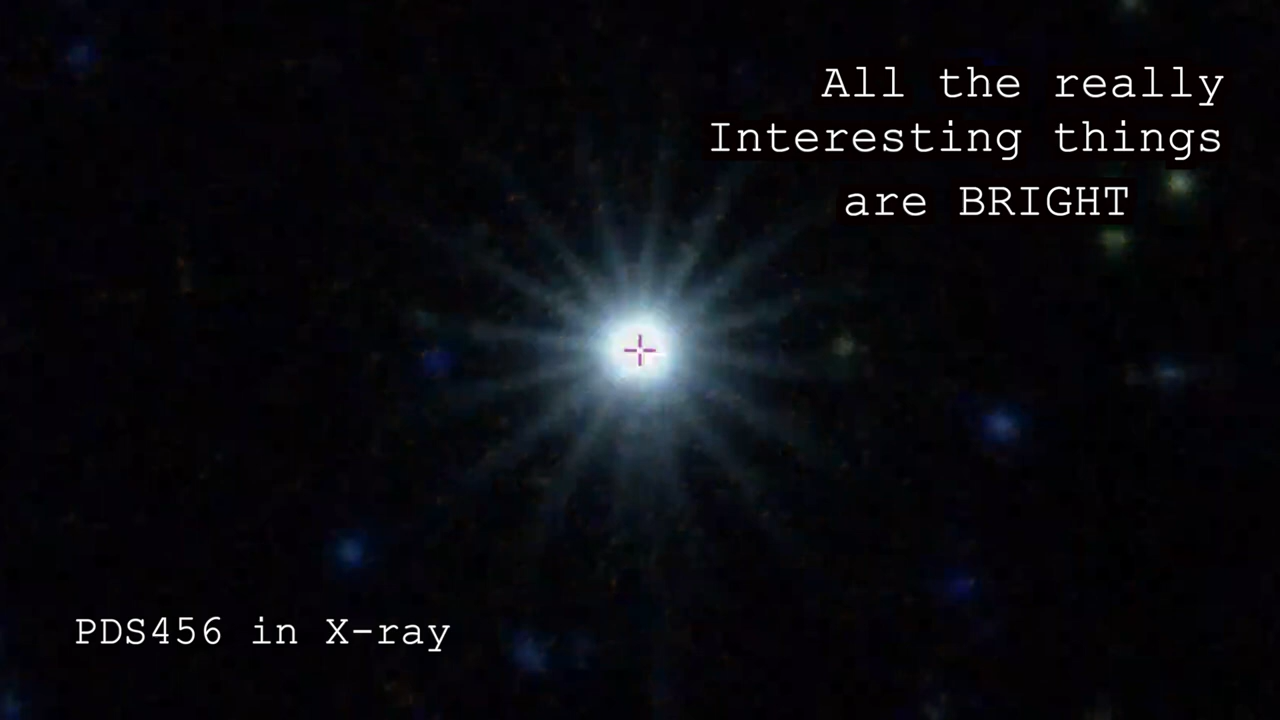 All the really
Interesting things
are BRIGHT
PDS456 in X-ray